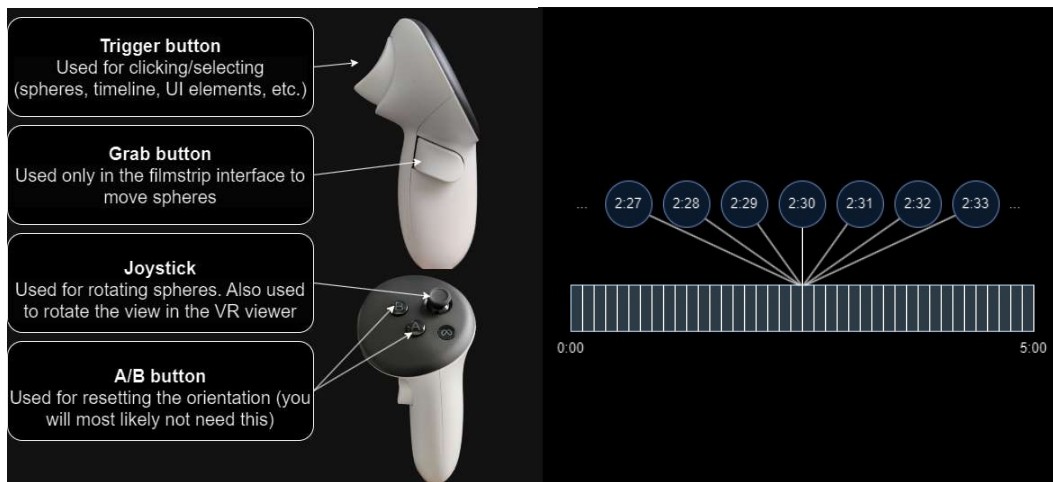 Trigger button
Used for clicking/selecting
(spheres, timeline, UI elements, etc.)
Grab button
Used only in the filmstrip interface to
move spheres
Joystick
Used for rotating spheres. Also used
to rotate the view in the VR viewer
A/B button
Used for resetting the orientation (you
will most likely not need this)
B
A
... 2:27 2:28 2:29 2:30 2:31 2:32 2:33 ...
0:00 5:00